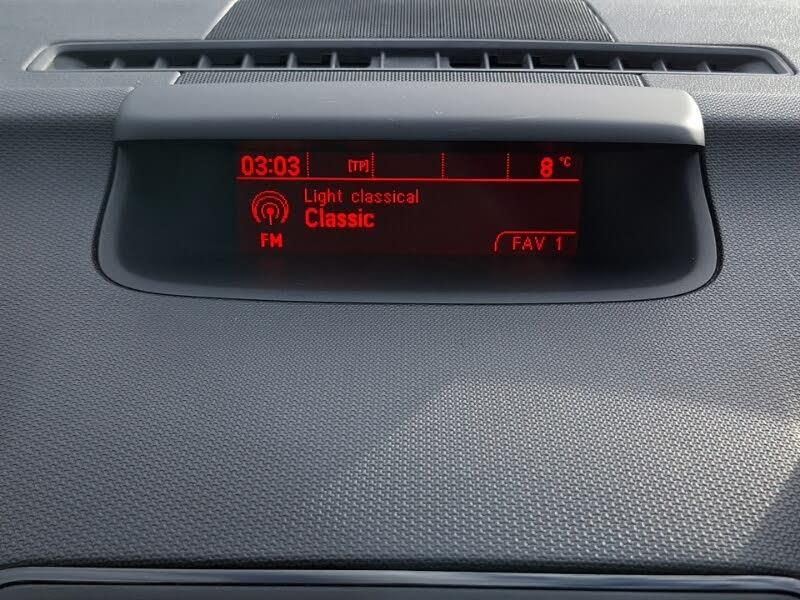 03:03 [TP] 8 °C
Light classical
Classic
FM FAV 1